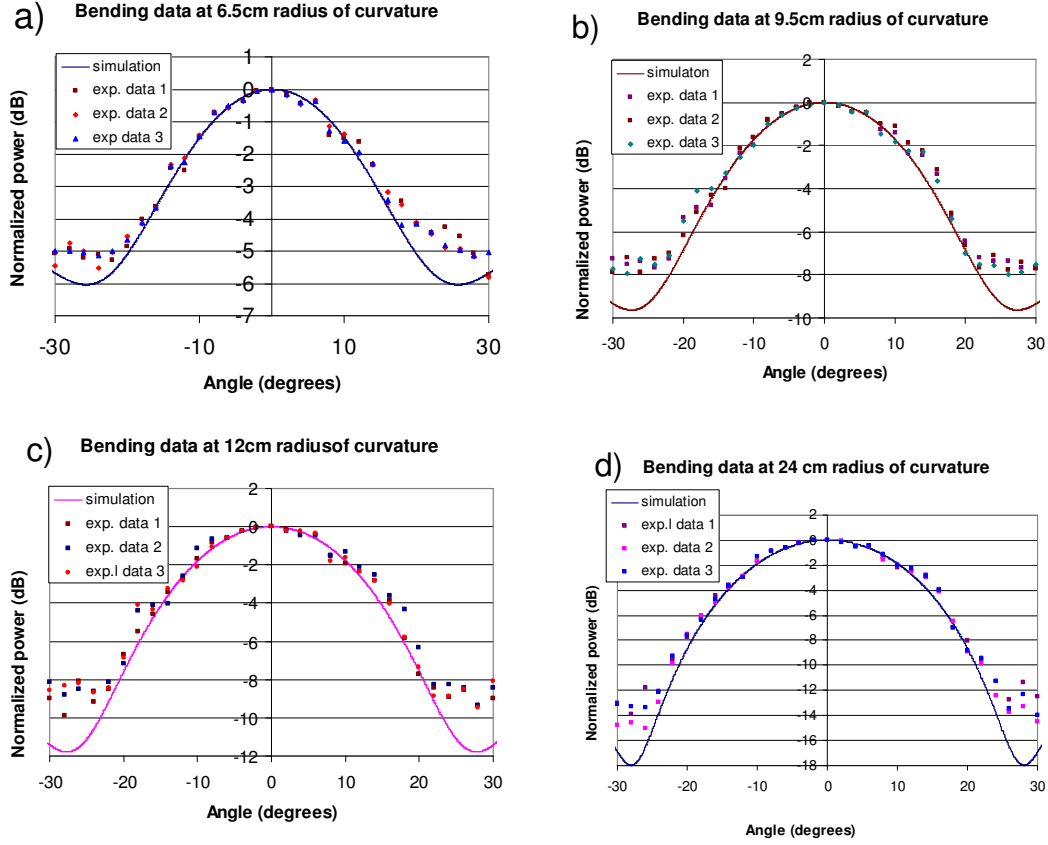 a)
Bending data at 6.5cm radius of curvature
simulation
exp. data 1
exp. data 2
exp data 3
Normalized power (dB)
1
0
-1
-2
-3
-4
-5
-6
-7
-30
-10
10
30
Angle (degrees)
b)
Bending data at 9.5cm radius of curvature
simulaton
exp. data 1
exp. data 2
exp. data 3
Normalized power (dB)
2
0
-2
-4
-6
-8
-10
-30
-20
-10
0
10
20
30
Angle (degrees)
c)
Bending data at 12cm radiusof curvature
simulation
exp. data 1
exp. data 2
exp.l data 3
Normalized power (dB)
2
0
-2
-4
-6
-8
-10
-12
-30
-20
-10
0
10
20
30
Angle (degrees)
d)
Bending data at 24 cm radius of curvature
simulation
exp.l data 1
exp. data 2
exp. data 3
Normalized power (dB)
2
0
-2
-4
-6
-8
-10
-12
-14
-16
-18
-30
-20
-10
0
10
20
30
Angle (degrees)